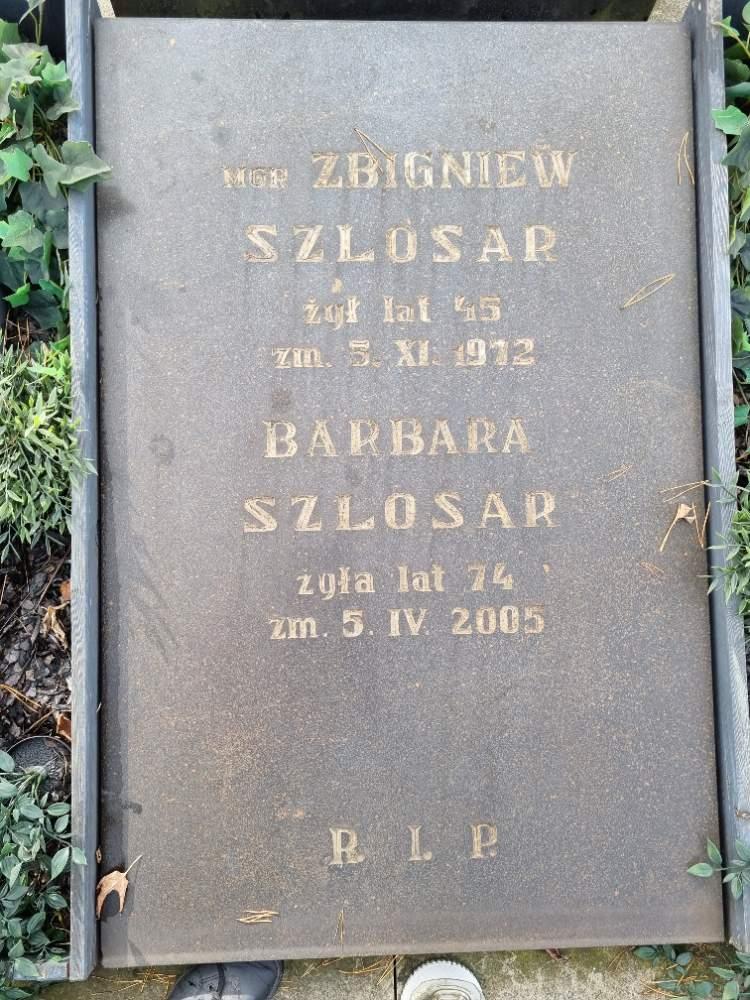 MGR ZBIGNIEW
SZLOSAR
żył lat 45
zm. 5. XI. 1972
BARBARA
SZLOSAR
żyła lat 74
zm. 5. IV. 2005
R. I. P.